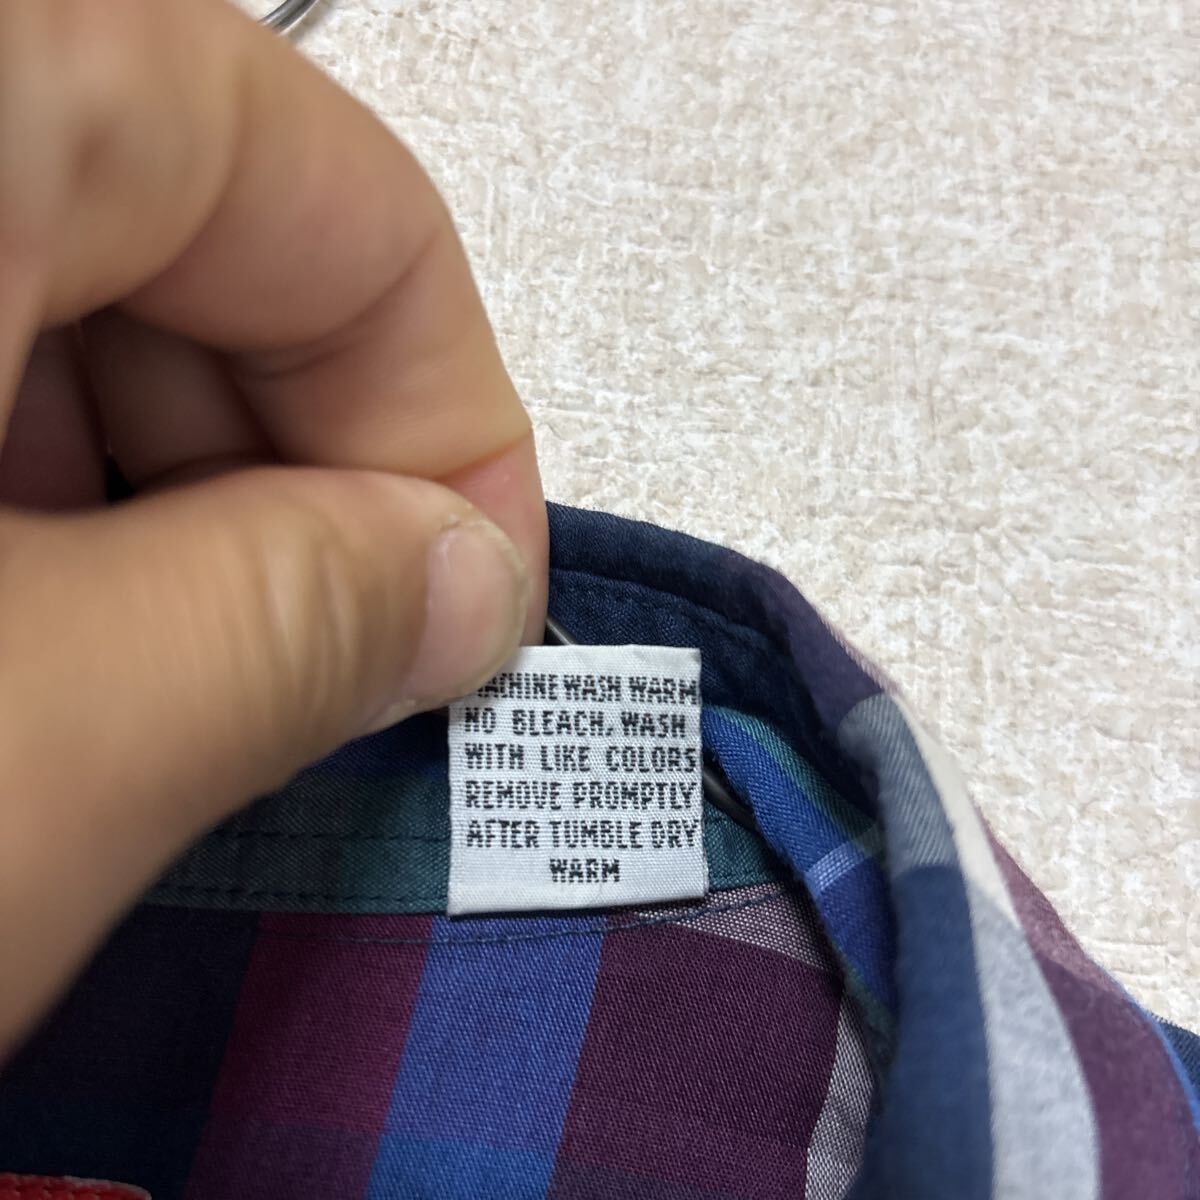 MACHINE WASH WARM
NO BLEACH, WASH
WITH LIKE COLORS
REMOVE PROMPTLY
AFTER TUMBLE DRY
WARM